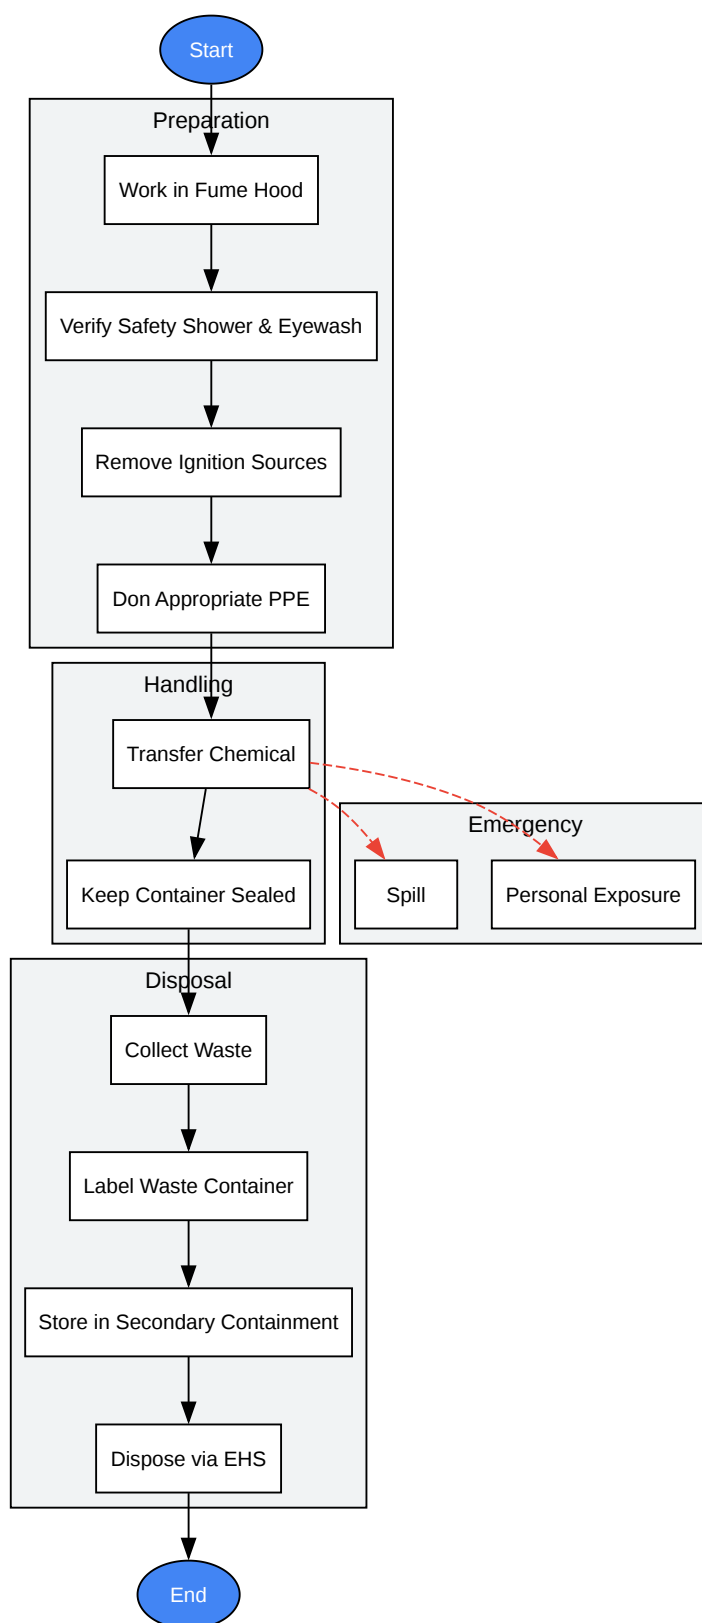 Start
Preparation
Work in Fume Hood
Verify Safety Shower & Eyewash
Remove Ignition Sources
Don Appropriate PPE
Handling
Transfer Chemical
Emergency
Keep Container Sealed
Spill
Personal Exposure
Disposal
Collect Waste
Label Waste Container
Store in Secondary Containment
Dispose via EHS
End